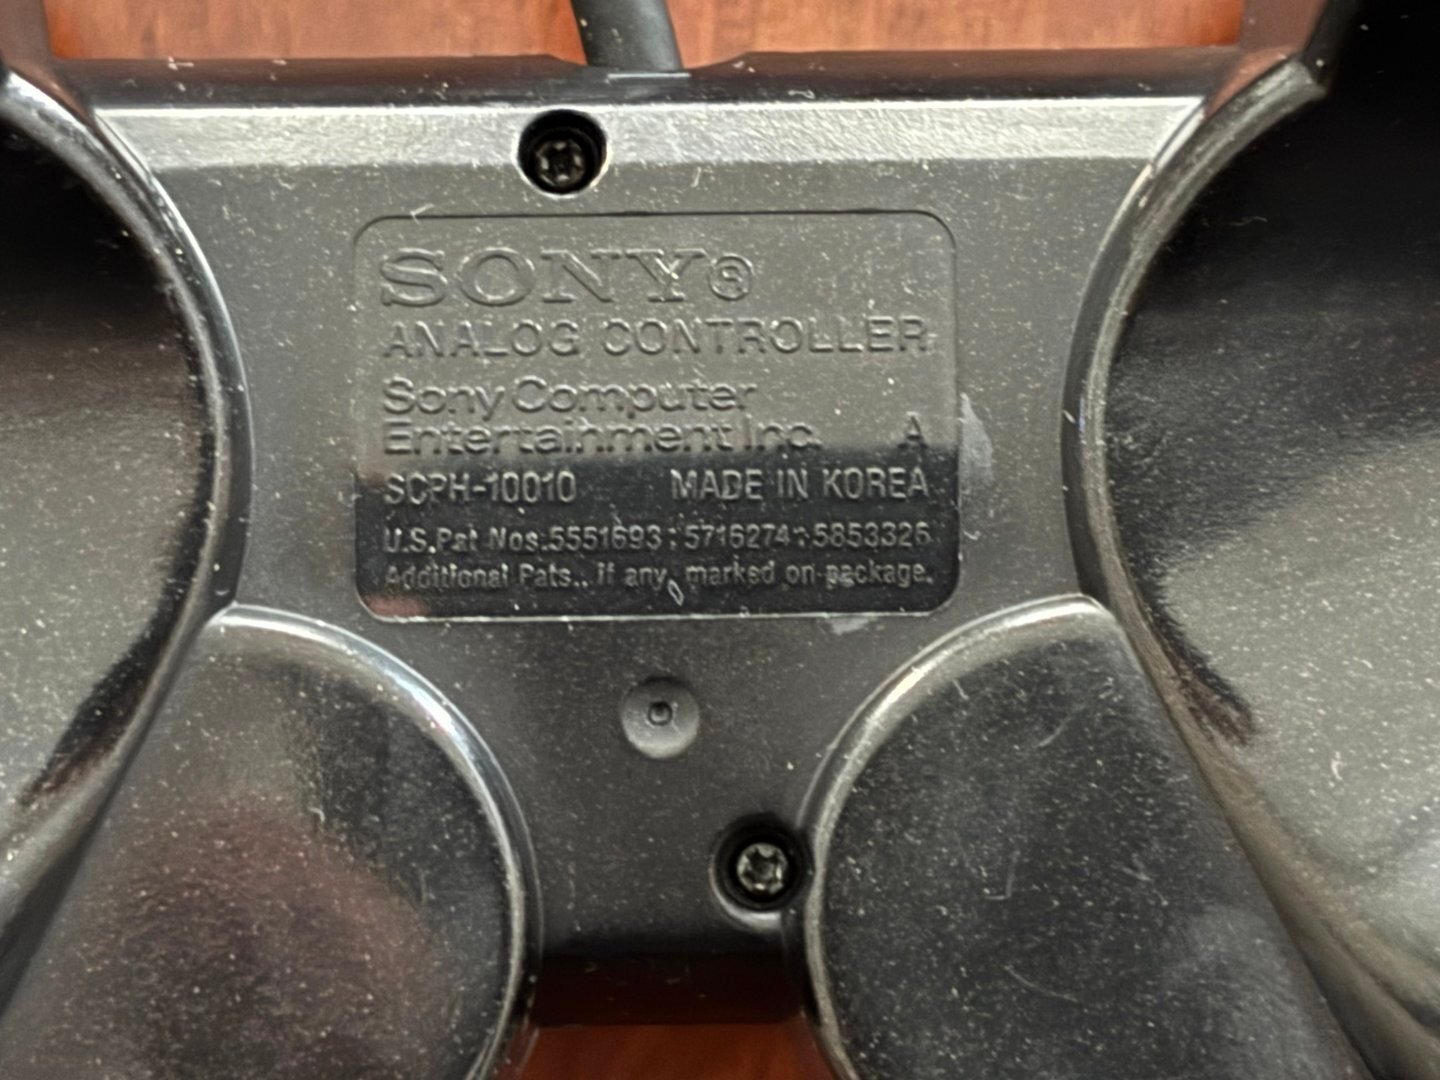 SONY®
ANALOG CONTROLLER
Sony Computer
Entertainment Inc. A
SCPH-10010 MADE IN KOREA
U.S.Pat Nos.5551693;5716274;5853326
Additional Pats., if any, marked on package.